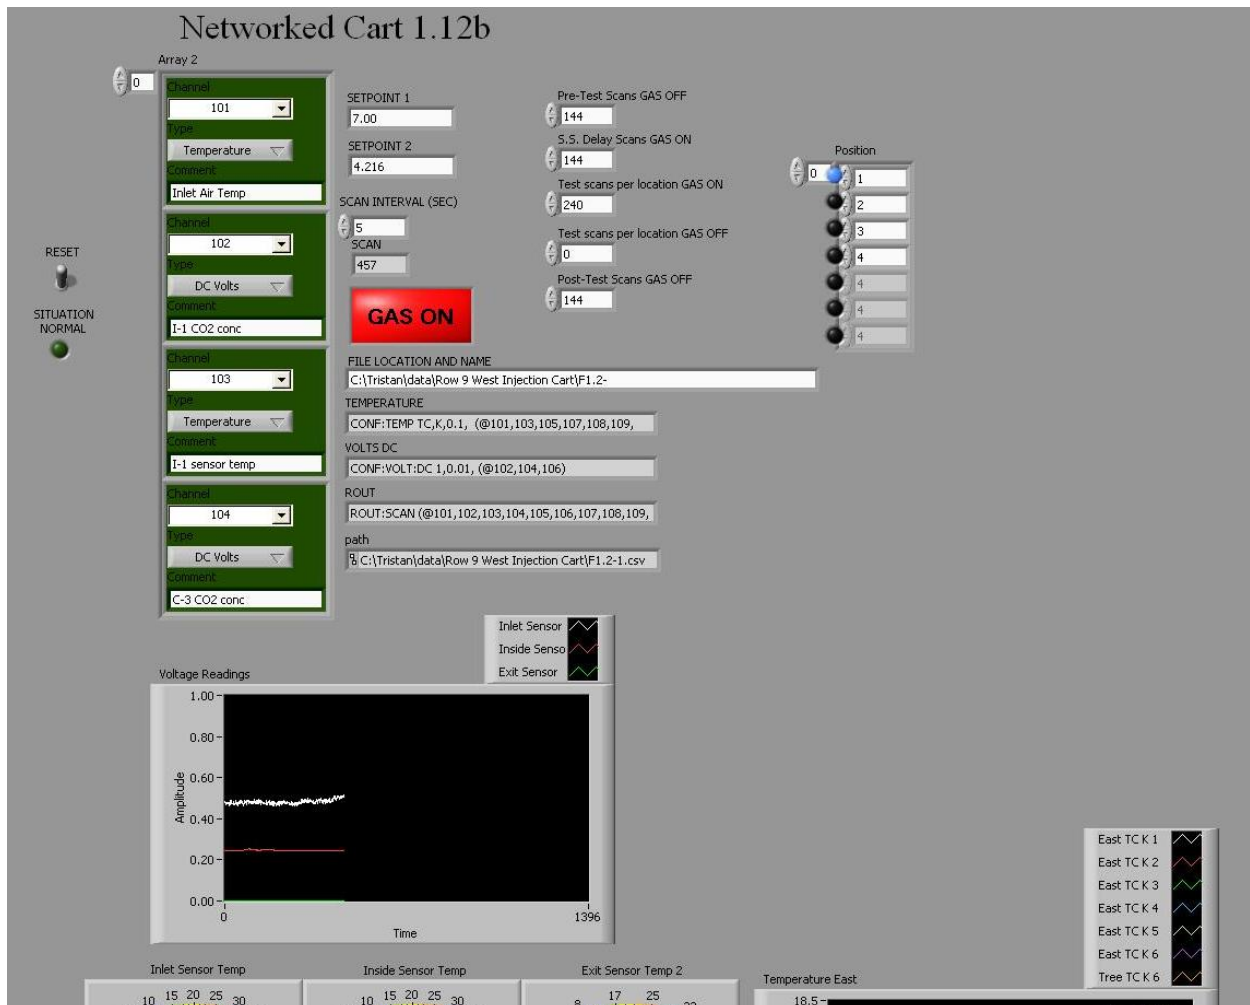 Networked Cart 1.12b
Array 2
0
Channel
101
Type
Temperature
Comment
Inlet Air Temp
Channel
102
Type
DC Volts
Comment
I-1 CO2 conc
Channel
103
Type
Temperature
Comment
I-1 sensor temp
Channel
104
Type
DC Volts
Comment
C-3 CO2 conc
RESET
SITUATION
NORMAL
SETPOINT 1
7.00
SETPOINT 2
4.216
SCAN INTERVAL (SEC)
5
SCAN
457
GAS ON
Pre-Test Scans GAS OFF
144
S.S. Delay Scans GAS ON
144
Test scans per location GAS ON
240
Test scans per location GAS OFF
0
Post-Test Scans GAS OFF
144
Position
0
1
2
3
4
4
4
4
FILE LOCATION AND NAME
C:\Tristan\data\Row 9 West Injection Cart\F1.2-
TEMPERATURE
CONF:TEMP TC,K,0.1, (@101,103,105,107,108,109,
VOLTS DC
CONF:VOLT:DC 1,0.01, (@102,104,106)
ROUT
ROUT:SCAN (@101,102,103,104,105,106,107,108,109,
path
C:\Tristan\data\Row 9 West Injection Cart\F1.2-1.csv
Inlet Sensor
Inside Senso
Exit Sensor
Voltage Readings
1.00
0.80
0.60
0.40
0.20
0.00
Amplitude
0
1396
Time
East TC K 1
East TC K 2
East TC K 3
East TC K 4
East TC K 5
East TC K 6
Tree TC K 6
Inlet Sensor Temp
10 15 20 25 30
Inside Sensor Temp
10 15 20 25 30
Exit Sensor Temp 2
17 25
Temperature East
18.5